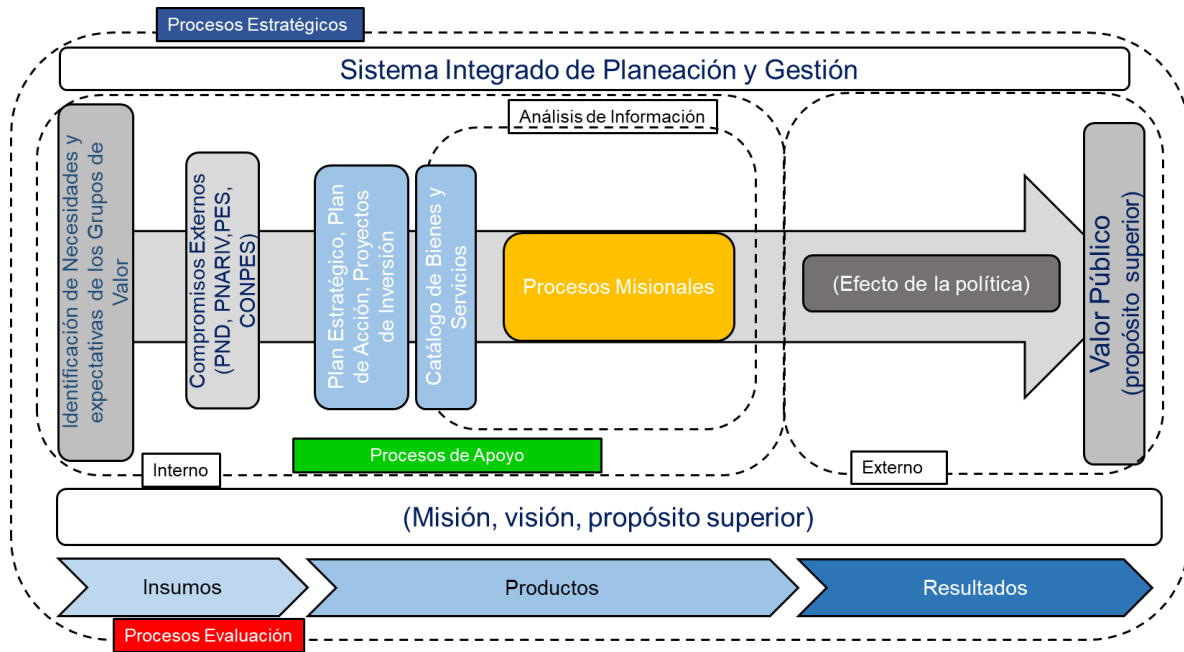 Procesos Estratégicos
Sistema Integrado de Planeación y Gestión
Análisis de Información
Identificación de Necesidades y
expectativas de los Grupos de
Valor
Compromisos Externos
(PND, PNARIV,PES,
CONPES)
Plan Estratégico, Plan
de Acción, Proyectos
de Inversión
Catálogo de Bienes y
Servicios
Procesos Misionales
(Efecto de la política)
Valor Público
(propósito superior)
Procesos de Apoyo
Interno
Externo
(Misión, visión, propósito superior)
Insumos
Productos
Resultados
Procesos Evaluación